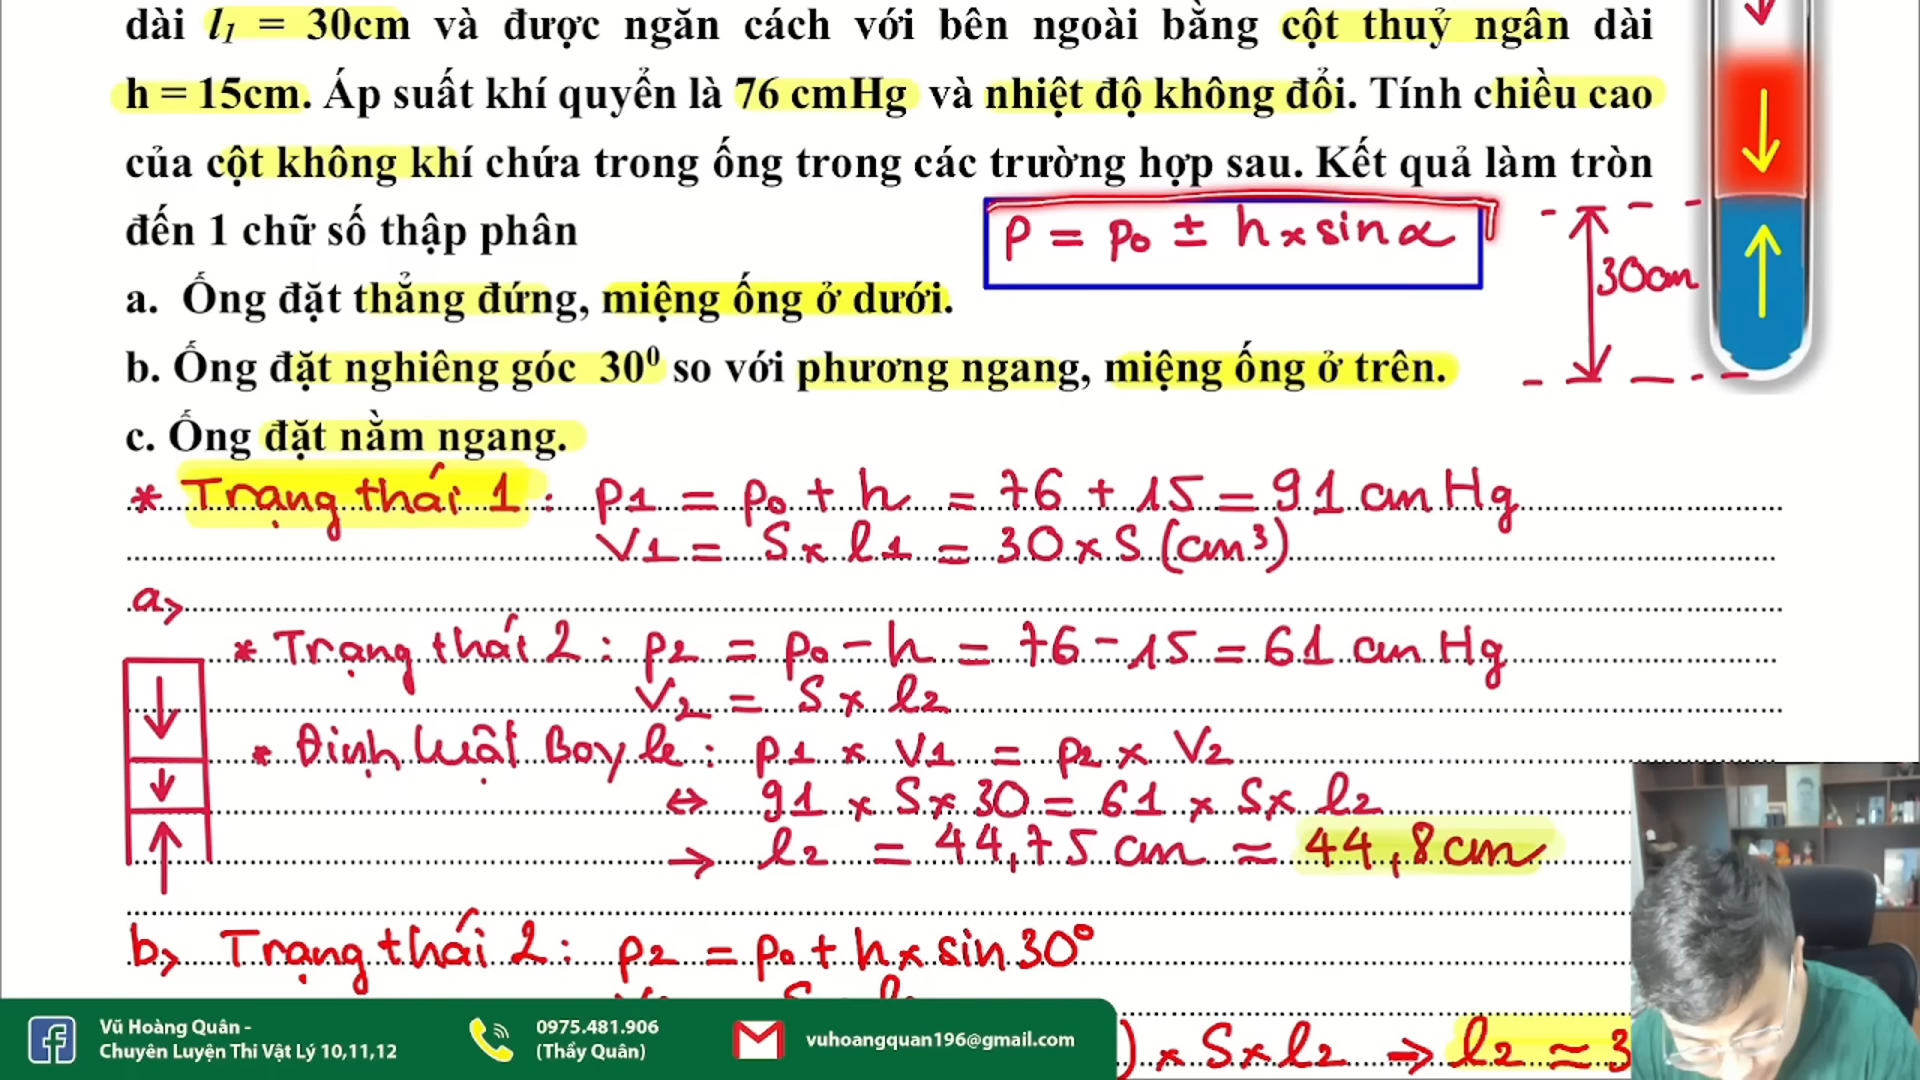 dài l₁ = 30cm và được ngăn cách với bên ngoài bằng cột thuỷ ngân dài
h = 15cm. Áp suất khí quyển là 76 cmHg và nhiệt độ không đổi. Tính chiều cao
của cột không khí chứa trong ống trong các trường hợp sau. Kết quả làm tròn
đến 1 chữ số thập phân
P = p₀ ± h x sin α
30cm
a. Ống đặt thẳng đứng, miệng ống ở dưới.
b. Ống đặt nghiêng góc 30⁰ so với phương ngang, miệng ống ở trên.
c. Ống đặt nằm ngang.
* Trạng thái 1 : P1 = p₀ + h = 76 + 15 = 91 cmHg
V1 = S x l1 = 30 x S (cm³)
a>
* Trạng thái 2 : P2 = p₀ - h = 76 - 15 = 61 cmHg
V2 = S x l2
* Định luật Boyle : P1 x V1 = P2 x V2
⇔ 91 x S x 30 = 61 x S x l2
→ l2 = 44,75 cm ≈ 44,8cm
b> Trạng thái 2 : P2 = p₀ + h x sin 30°
) x S x l2 → l2 ≈ 3
Vũ Hoàng Quân -
Chuyên Luyện Thi Vật Lý 10,11,12
0975.481.906
(Thầy Quân)
vuhoangquan196@gmail.com